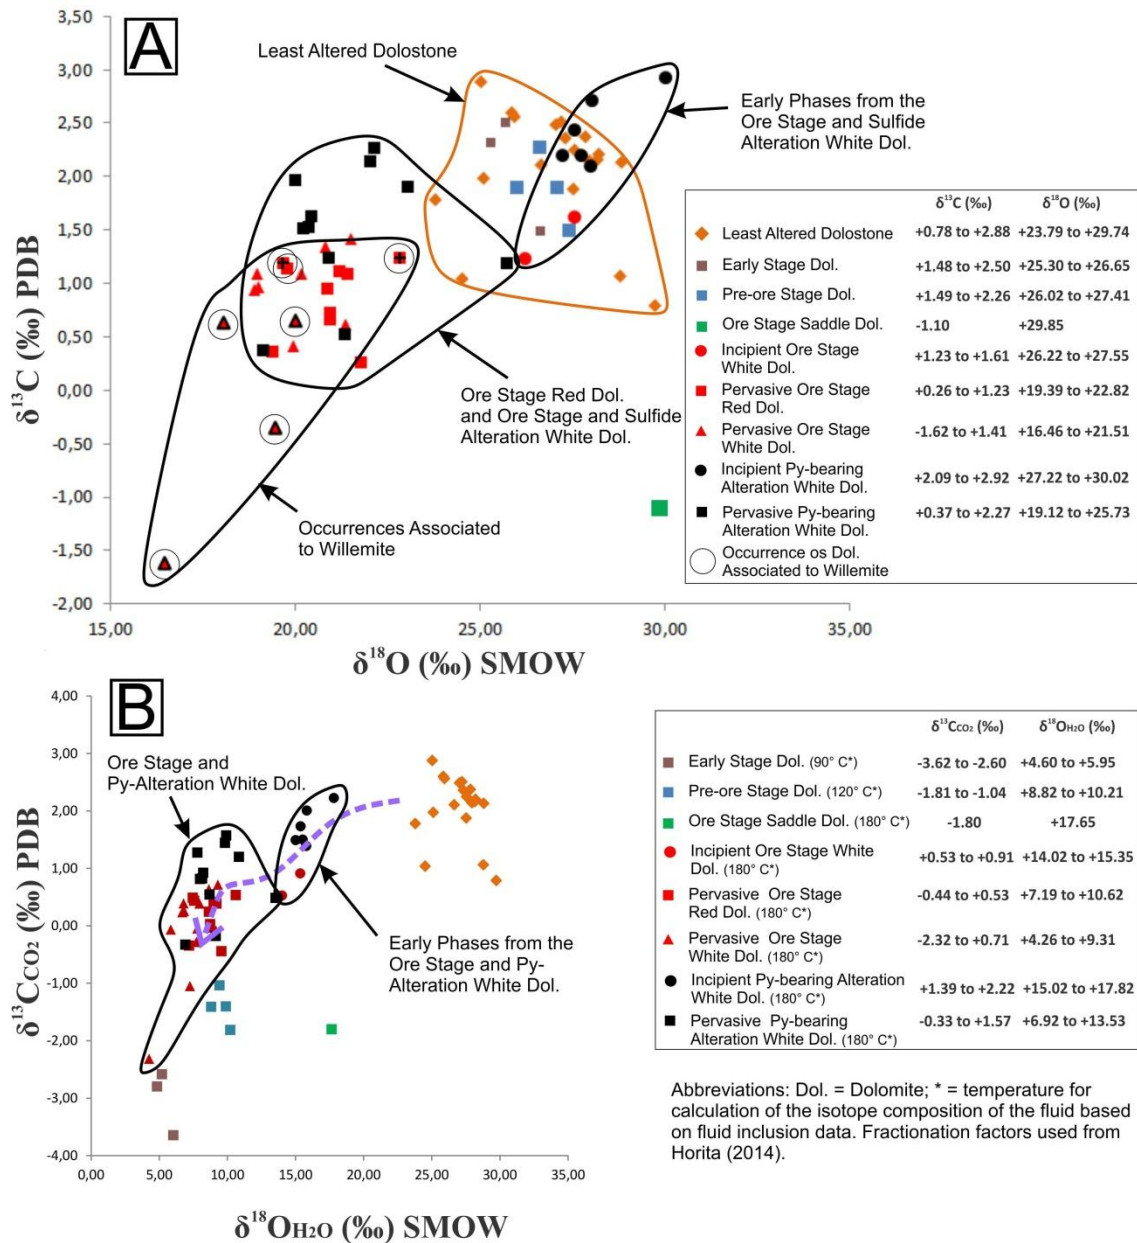 A
3,50
3,00
2,50
2,00
1,50
1,00
0,50
0,00
-0,50
-1,00
-1,50
-2,00
δ¹³C (‰) PDB
15,00 20,00 25,00 30,00 35,00
δ¹⁸O (‰) SMOW
Least Altered Dolostone
Early Phases from the
Ore Stage and Sulfide
Alteration White Dol.
Ore Stage Red Dol.
and Ore Stage and Sulfide
Alteration White Dol.
Occurrences Associated
to Willemite
δ¹³C (‰) δ¹⁸O (‰)
Least Altered Dolostone +0.78 to +2.88 +23.79 to +29.74
Early Stage Dol. +1.48 to +2.50 +25.30 to +26.65
Pre-ore Stage Dol. +1.49 to +2.26 +26.02 to +27.41
Ore Stage Saddle Dol. -1.10 +29.85
Incipient Ore Stage
White Dol. +1.23 to +1.61 +26.22 to +27.55
Pervasive Ore Stage
Red Dol. +0.26 to +1.23 +19.39 to +22.82
Pervasive Ore Stage
White Dol. -1.62 to +1.41 +16.46 to +21.51
Incipient Py-bearing
Alteration White Dol. +2.09 to +2.92 +27.22 to +30.02
Pervasive Py-bearing
Alteration White Dol. +0.37 to +2.27 +19.12 to +25.73
Occurrence os Dol.
Associated to Willemite
B
4,00
3,00
2,00
1,00
0,00
-1,00
-2,00
-3,00
-4,00
δ¹³Cco₂ (‰) PDB
0,00 5,00 10,00 15,00 20,00 25,00 30,00 35,00
δ¹⁸OH₂O (‰) SMOW
Ore Stage and
Py-Alteration White Dol.
Early Phases from the
Ore Stage and Py-
Alteration White Dol.
δ¹³Cco₂ (‰) δ¹⁸OH₂O (‰)
Early Stage Dol. (90° C*) -3.62 to -2.60 +4.60 to +5.95
Pre-ore Stage Dol. (120° C*) -1.81 to -1.04 +8.82 to +10.21
Ore Stage Saddle Dol. (180° C*) -1.80 +17.65
Incipient Ore Stage White
Dol. (180° C*) +0.53 to +0.91 +14.02 to +15.35
Pervasive Ore Stage
Red Dol. (180° C*) -0.44 to +0.53 +7.19 to +10.62
Pervasive Ore Stage
White Dol. (180° C*) -2.32 to +0.71 +4.26 to +9.31
Incipient Py-bearing Alteration
White Dol. (180° C*) +1.39 to +2.22 +15.02 to +17.82
Pervasive Py-bearing
Alteration White Dol. (180° C*) -0.33 to +1.57 +6.92 to +13.53
Abbreviations: Dol. = Dolomite; * = temperature for
calculation of the isotope composition of the fluid based
on fluid inclusion data. Fractionation factors used from
Horita (2014).